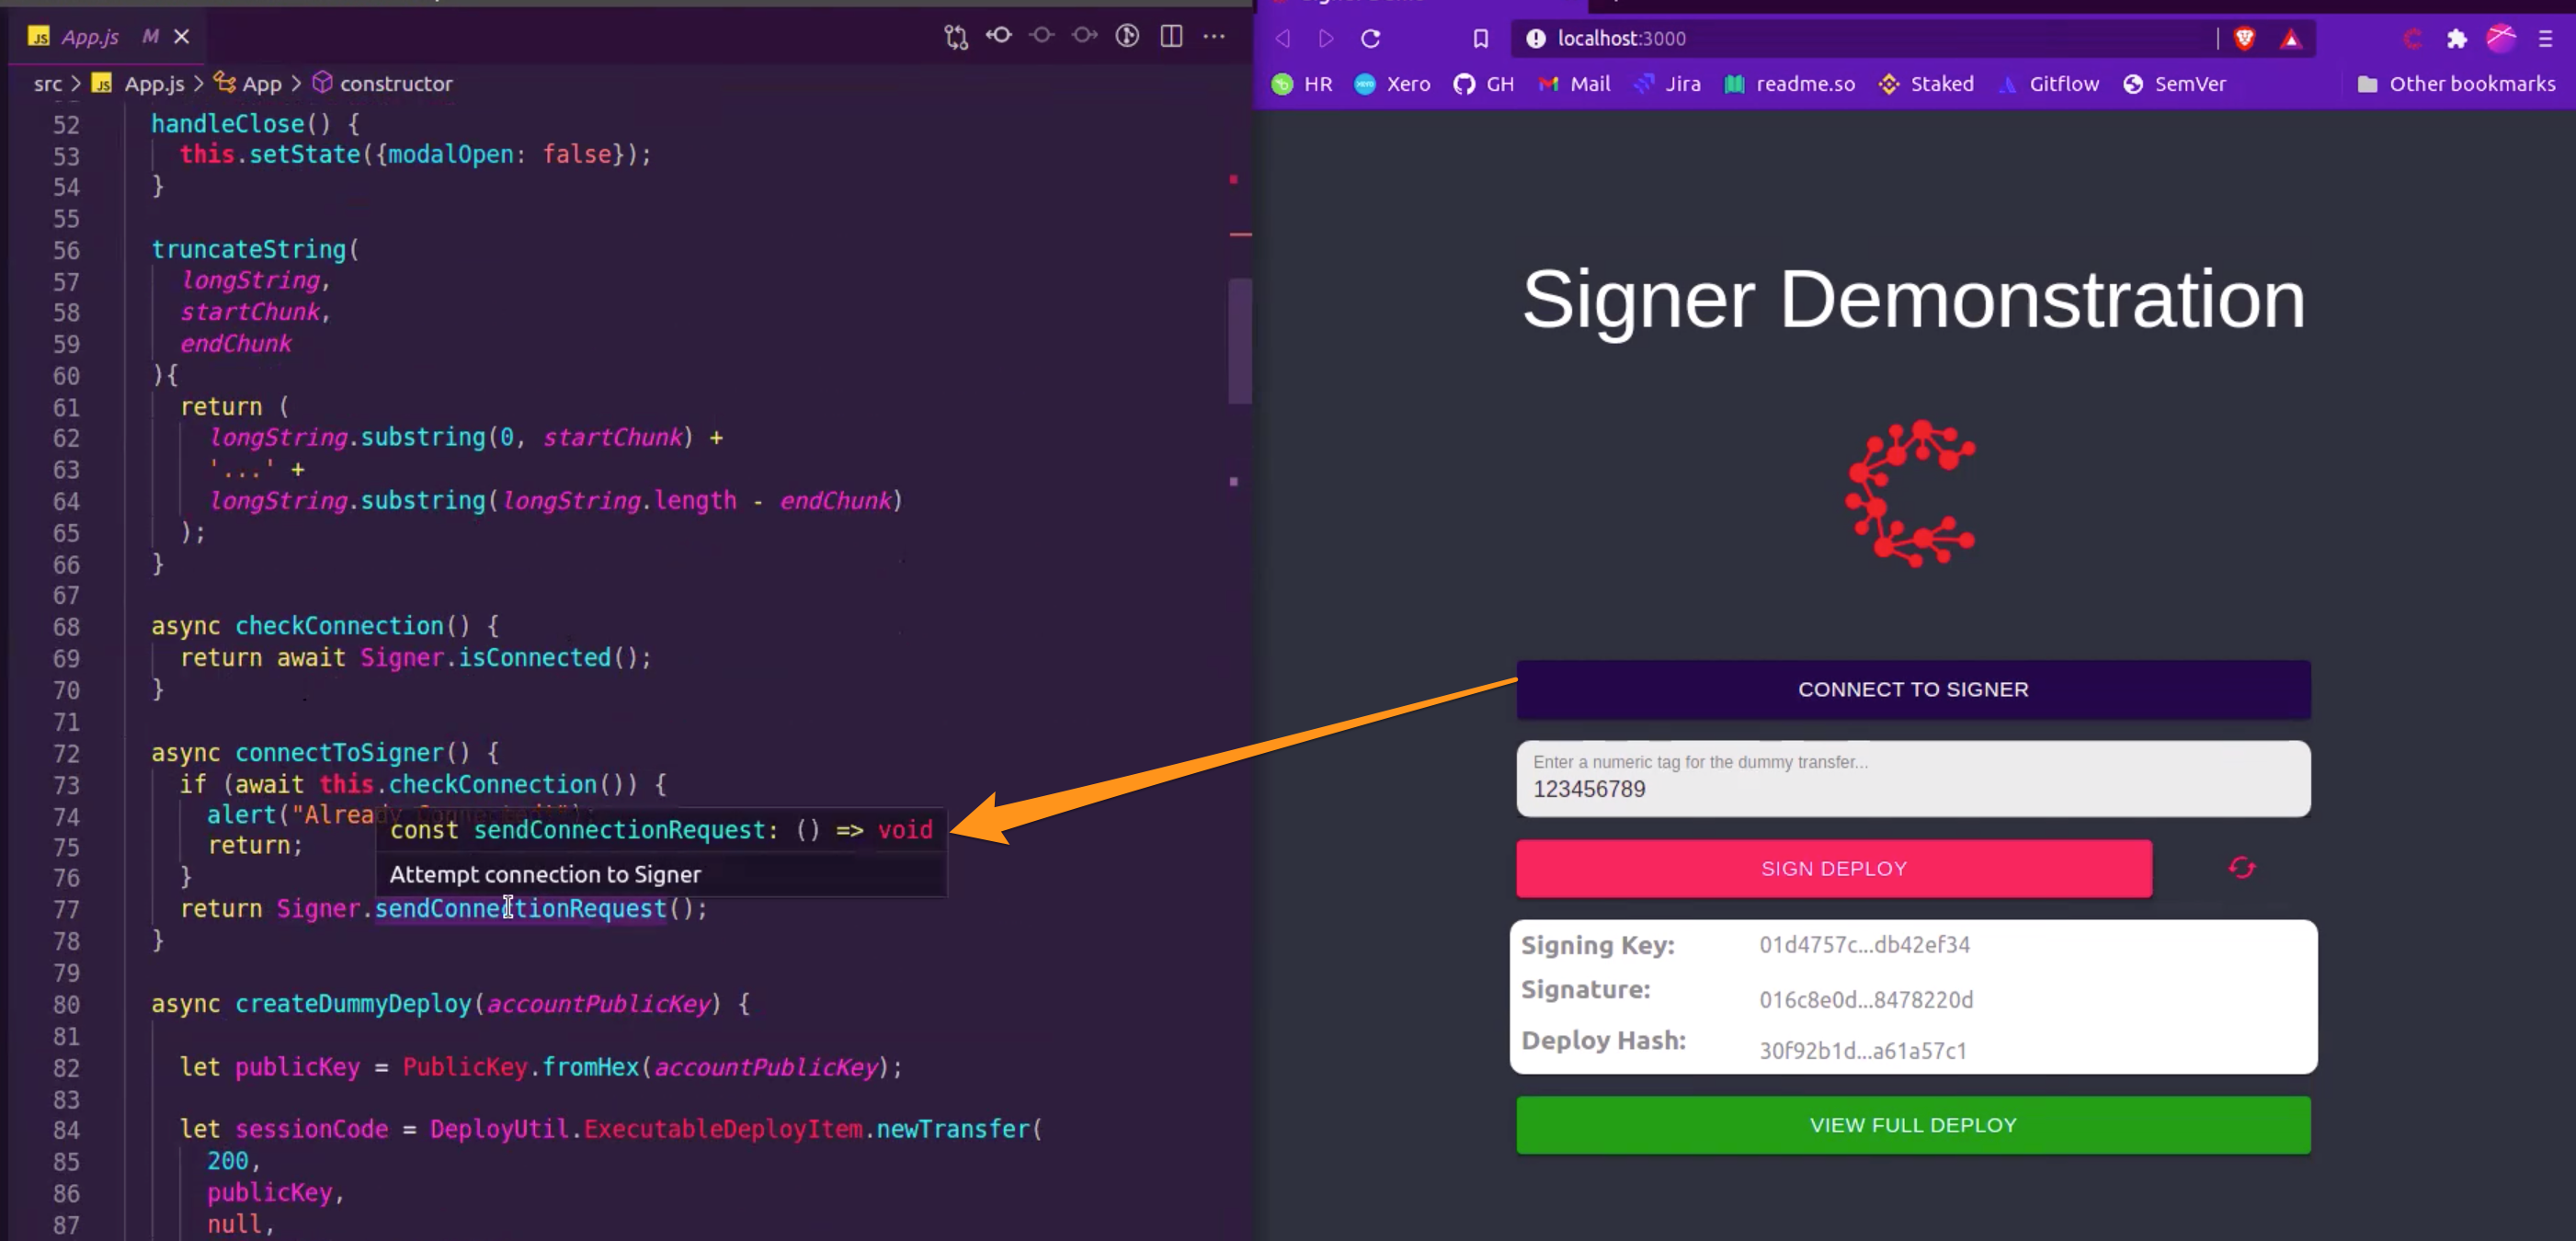 App.js M
src > App.js > App > constructor
52 handleClose() {
53 this.setState({modalOpen: false});
54 }
55
56 truncateString(
57 longString,
58 startChunk,
59 endChunk
60 ){
61 return (
62 longString.substring(0, startChunk) +
63 '...' +
64 longString.substring(longString.length - endChunk)
65 );
66 }
67
68 async checkConnection() {
69 return await Signer.isConnected();
70 }
71
72 async connectToSigner() {
73 if (await this.checkConnection()) {
74 alert("Already Connected!");
const sendConnectionRequest: () => void
75 return;
Attempt connection to Signer
76 }
77 return Signer.sendConnectionRequest();
78 }
79
80 async createDummyDeploy(accountPublicKey) {
81
82 let publicKey = PublicKey.fromHex(accountPublicKey);
83
84 let sessionCode = DeployUtil.ExecutableDeployItem.newTransfer(
85 200,
86 publicKey,
87 null,
localhost:3000
HR Xero GH Mail Jira readme.so Staked Gitflow SemVer Other bookmarks
Signer Demonstration
CONNECT TO SIGNER
Enter a numeric tag for the dummy transfer...
123456789
SIGN DEPLOY
Signing Key: 01d4757c...db42ef34
Signature: 016c8e0d...8478220d
Deploy Hash: 30f92b1d...a61a57c1
VIEW FULL DEPLOY